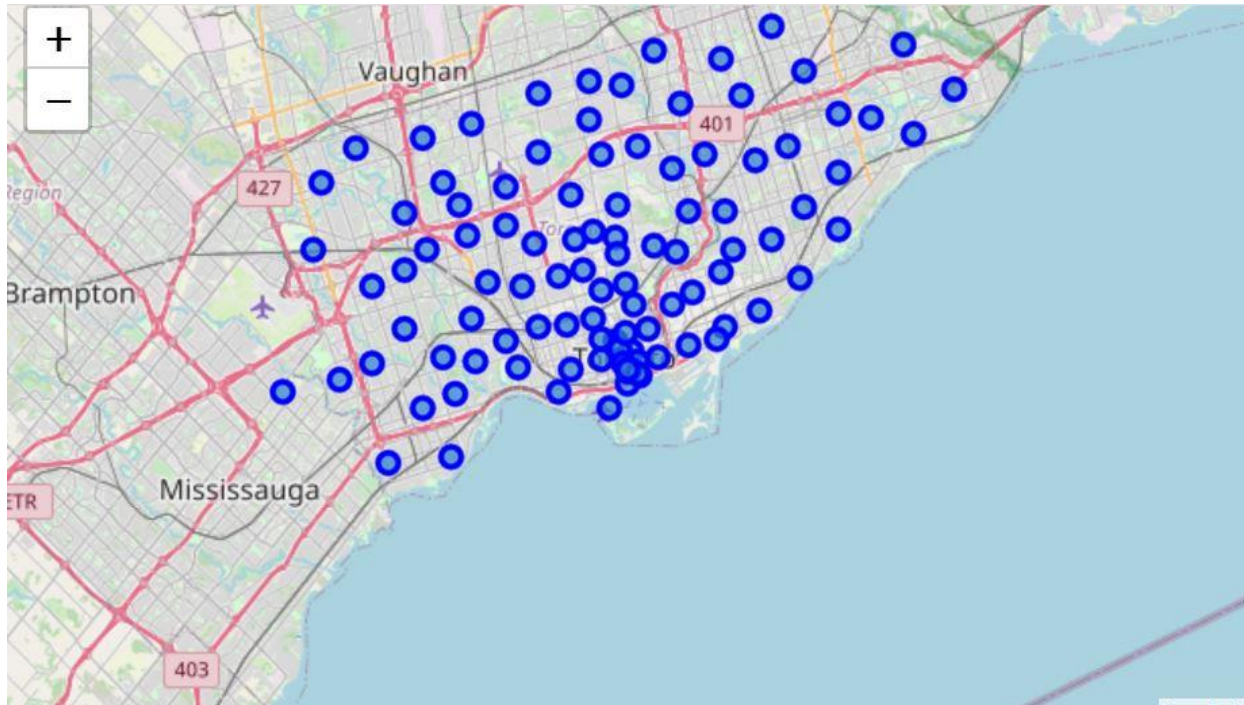 +
Vaughan
−
401
427
Region
Brampton
Mississauga
ETR
403